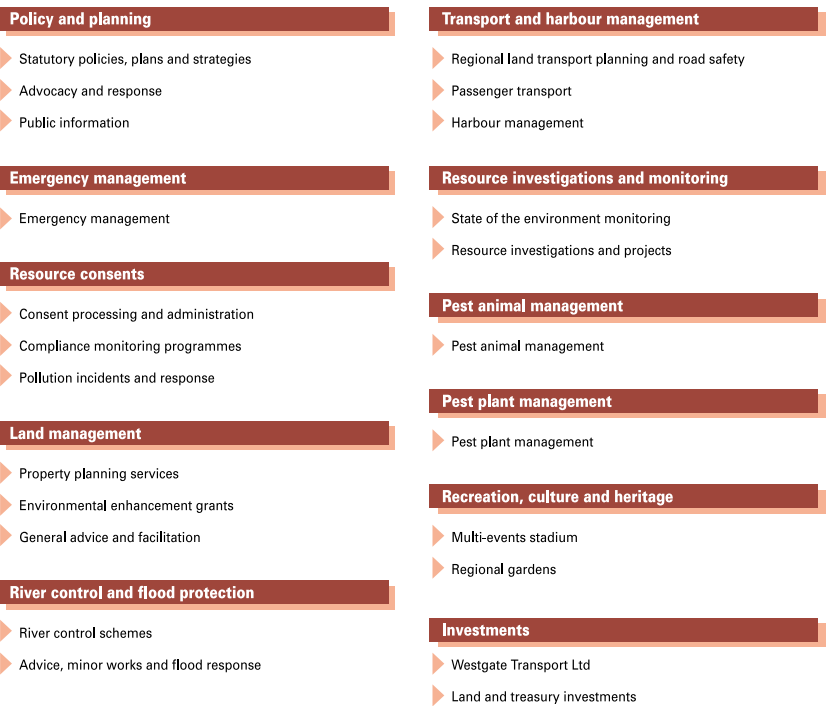 Policy and planning
Statutory policies, plans and strategies
Advocacy and response
Public information
Emergency management
Emergency management
Resource consents
Consent processing and administration
Compliance monitoring programmes
Pollution incidents and response
Land management
Property planning services
Environmental enhancement grants
General advice and facilitation
River control and flood protection
River control schemes
Advice, minor works and flood response
Transport and harbour management
Regional land transport planning and road safety
Passenger transport
Harbour management
Resource investigations and monitoring
State of the environment monitoring
Resource investigations and projects
Pest animal management
Pest animal management
Pest plant management
Pest plant management
Recreation, culture and heritage
Multi-events stadium
Regional gardens
Investments
Westgate Transport Ltd
Land and treasury investments